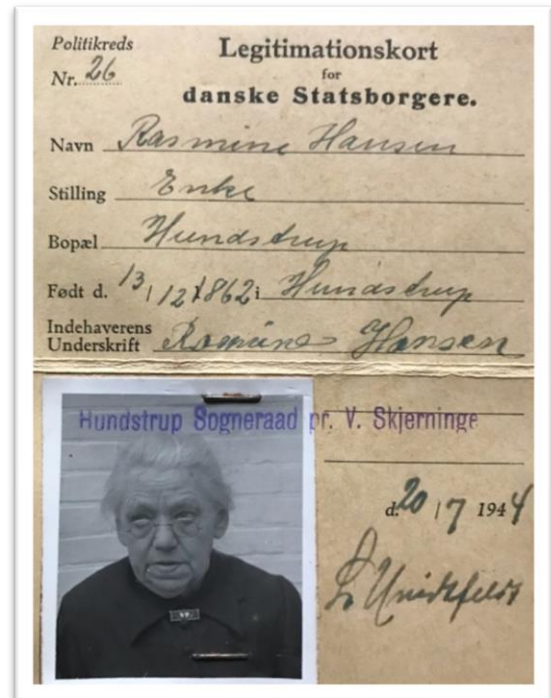 Politikreds
Nr. 26
Legitimationskort
for
danske Statsborgere.
Navn Rasmine Hansen
Stilling Enke
Bopæl Hundstrup
Født d. 13/12 1862 i Hundstrup
Indehaverens
Underskrift Rasmine Hansen
Hundstrup Sogneraad pr. V. Skjerninge
d. 20/7 1944